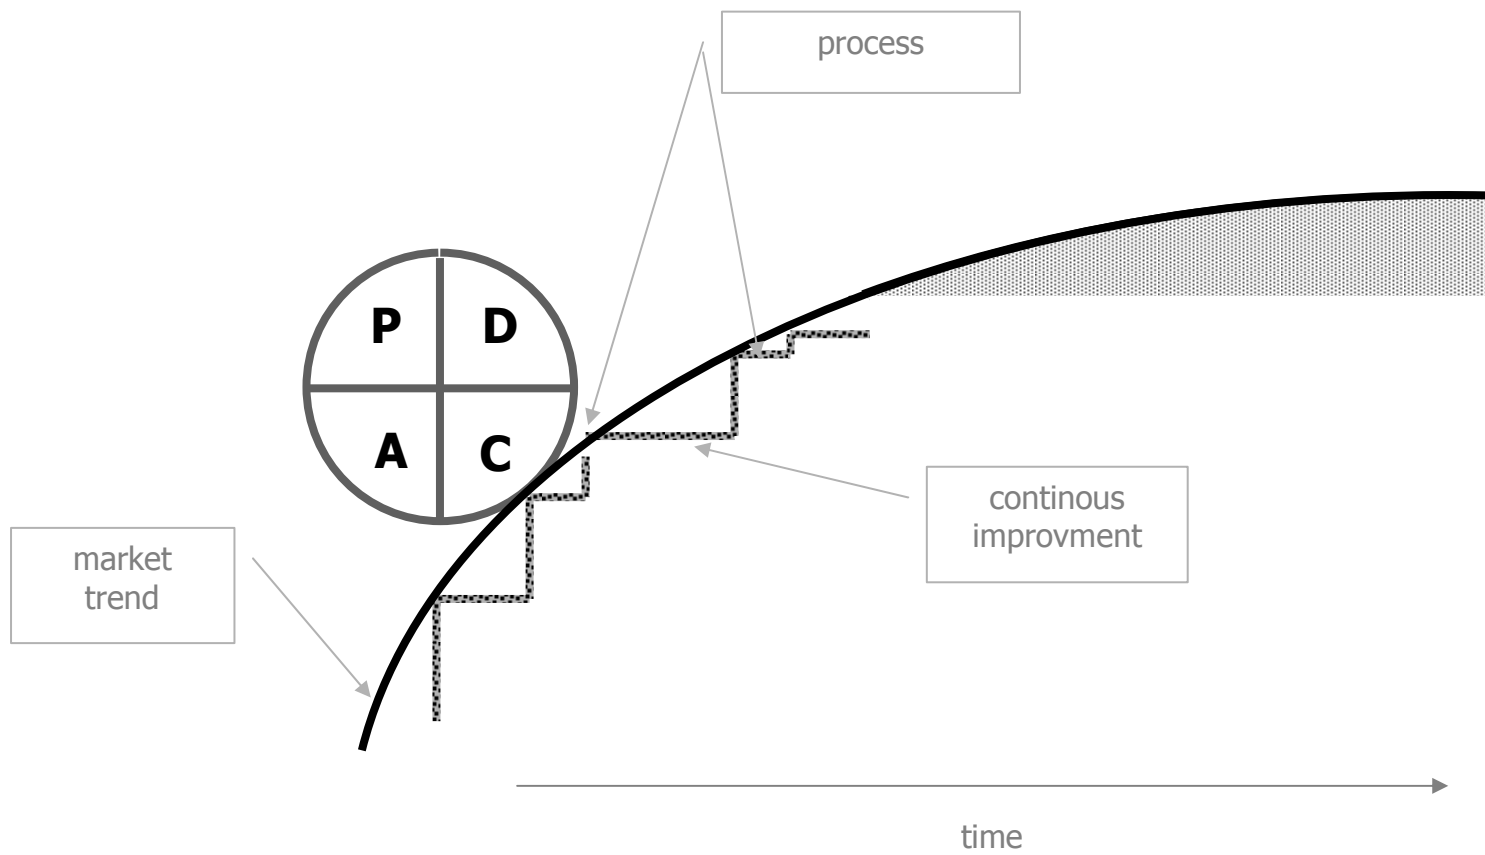 process
P D
A C
continous
improvment
market
trend
time